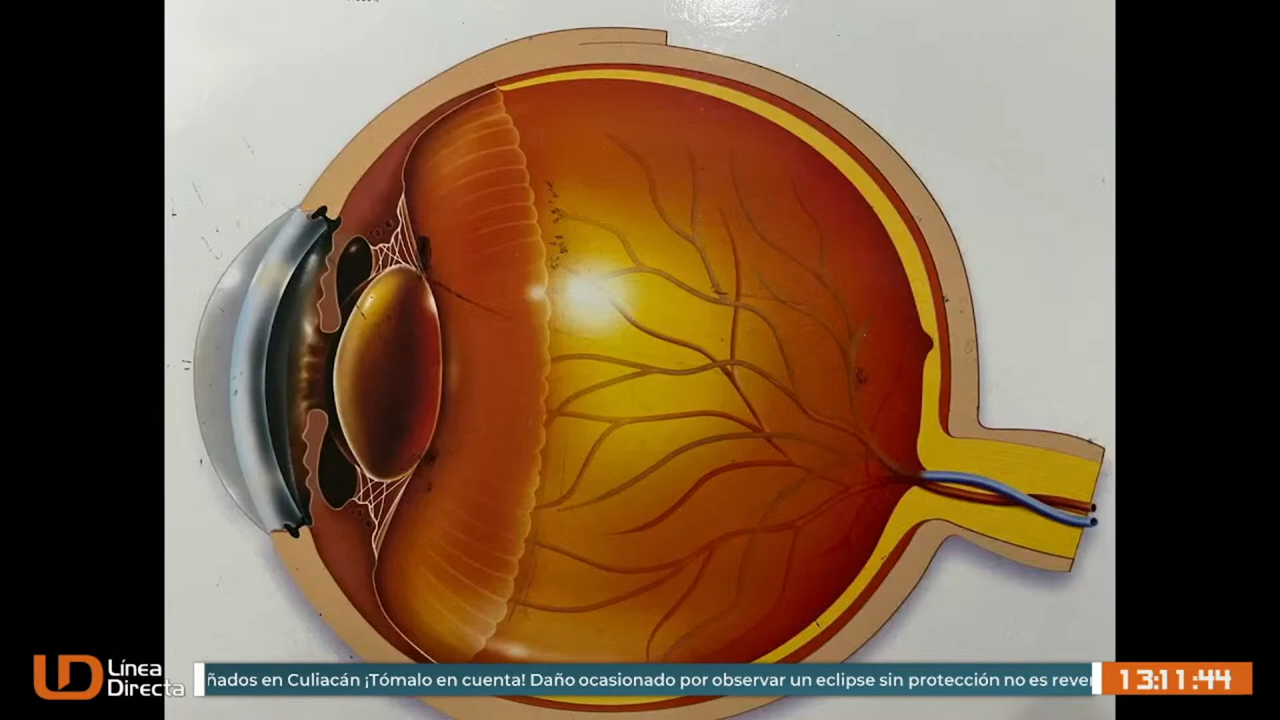 Línea
Directa
ñados en Culiacán ¡Tómalo en cuenta! Daño ocasionado por observar un eclipse sin protección no es rever
13:11:44